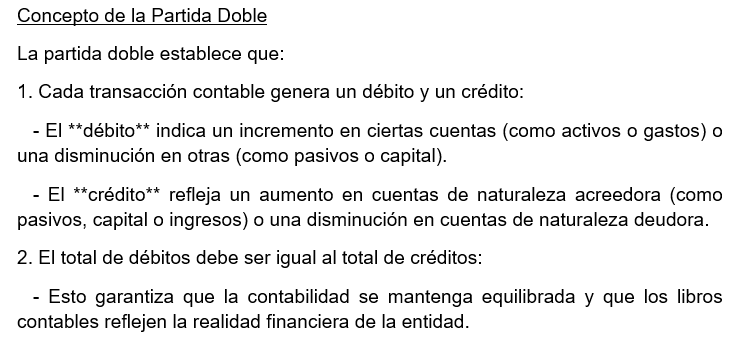 Concepto de la Partida Doble
La partida doble establece que:
1. Cada transacción contable genera un débito y un crédito:
- El **débito** indica un incremento en ciertas cuentas (como activos o gastos) o
una disminución en otras (como pasivos o capital).
- El **crédito** refleja un aumento en cuentas de naturaleza acreedora (como
pasivos, capital o ingresos) o una disminución en cuentas de naturaleza deudora.
2. El total de débitos debe ser igual al total de créditos:
- Esto garantiza que la contabilidad se mantenga equilibrada y que los libros
contables reflejen la realidad financiera de la entidad.